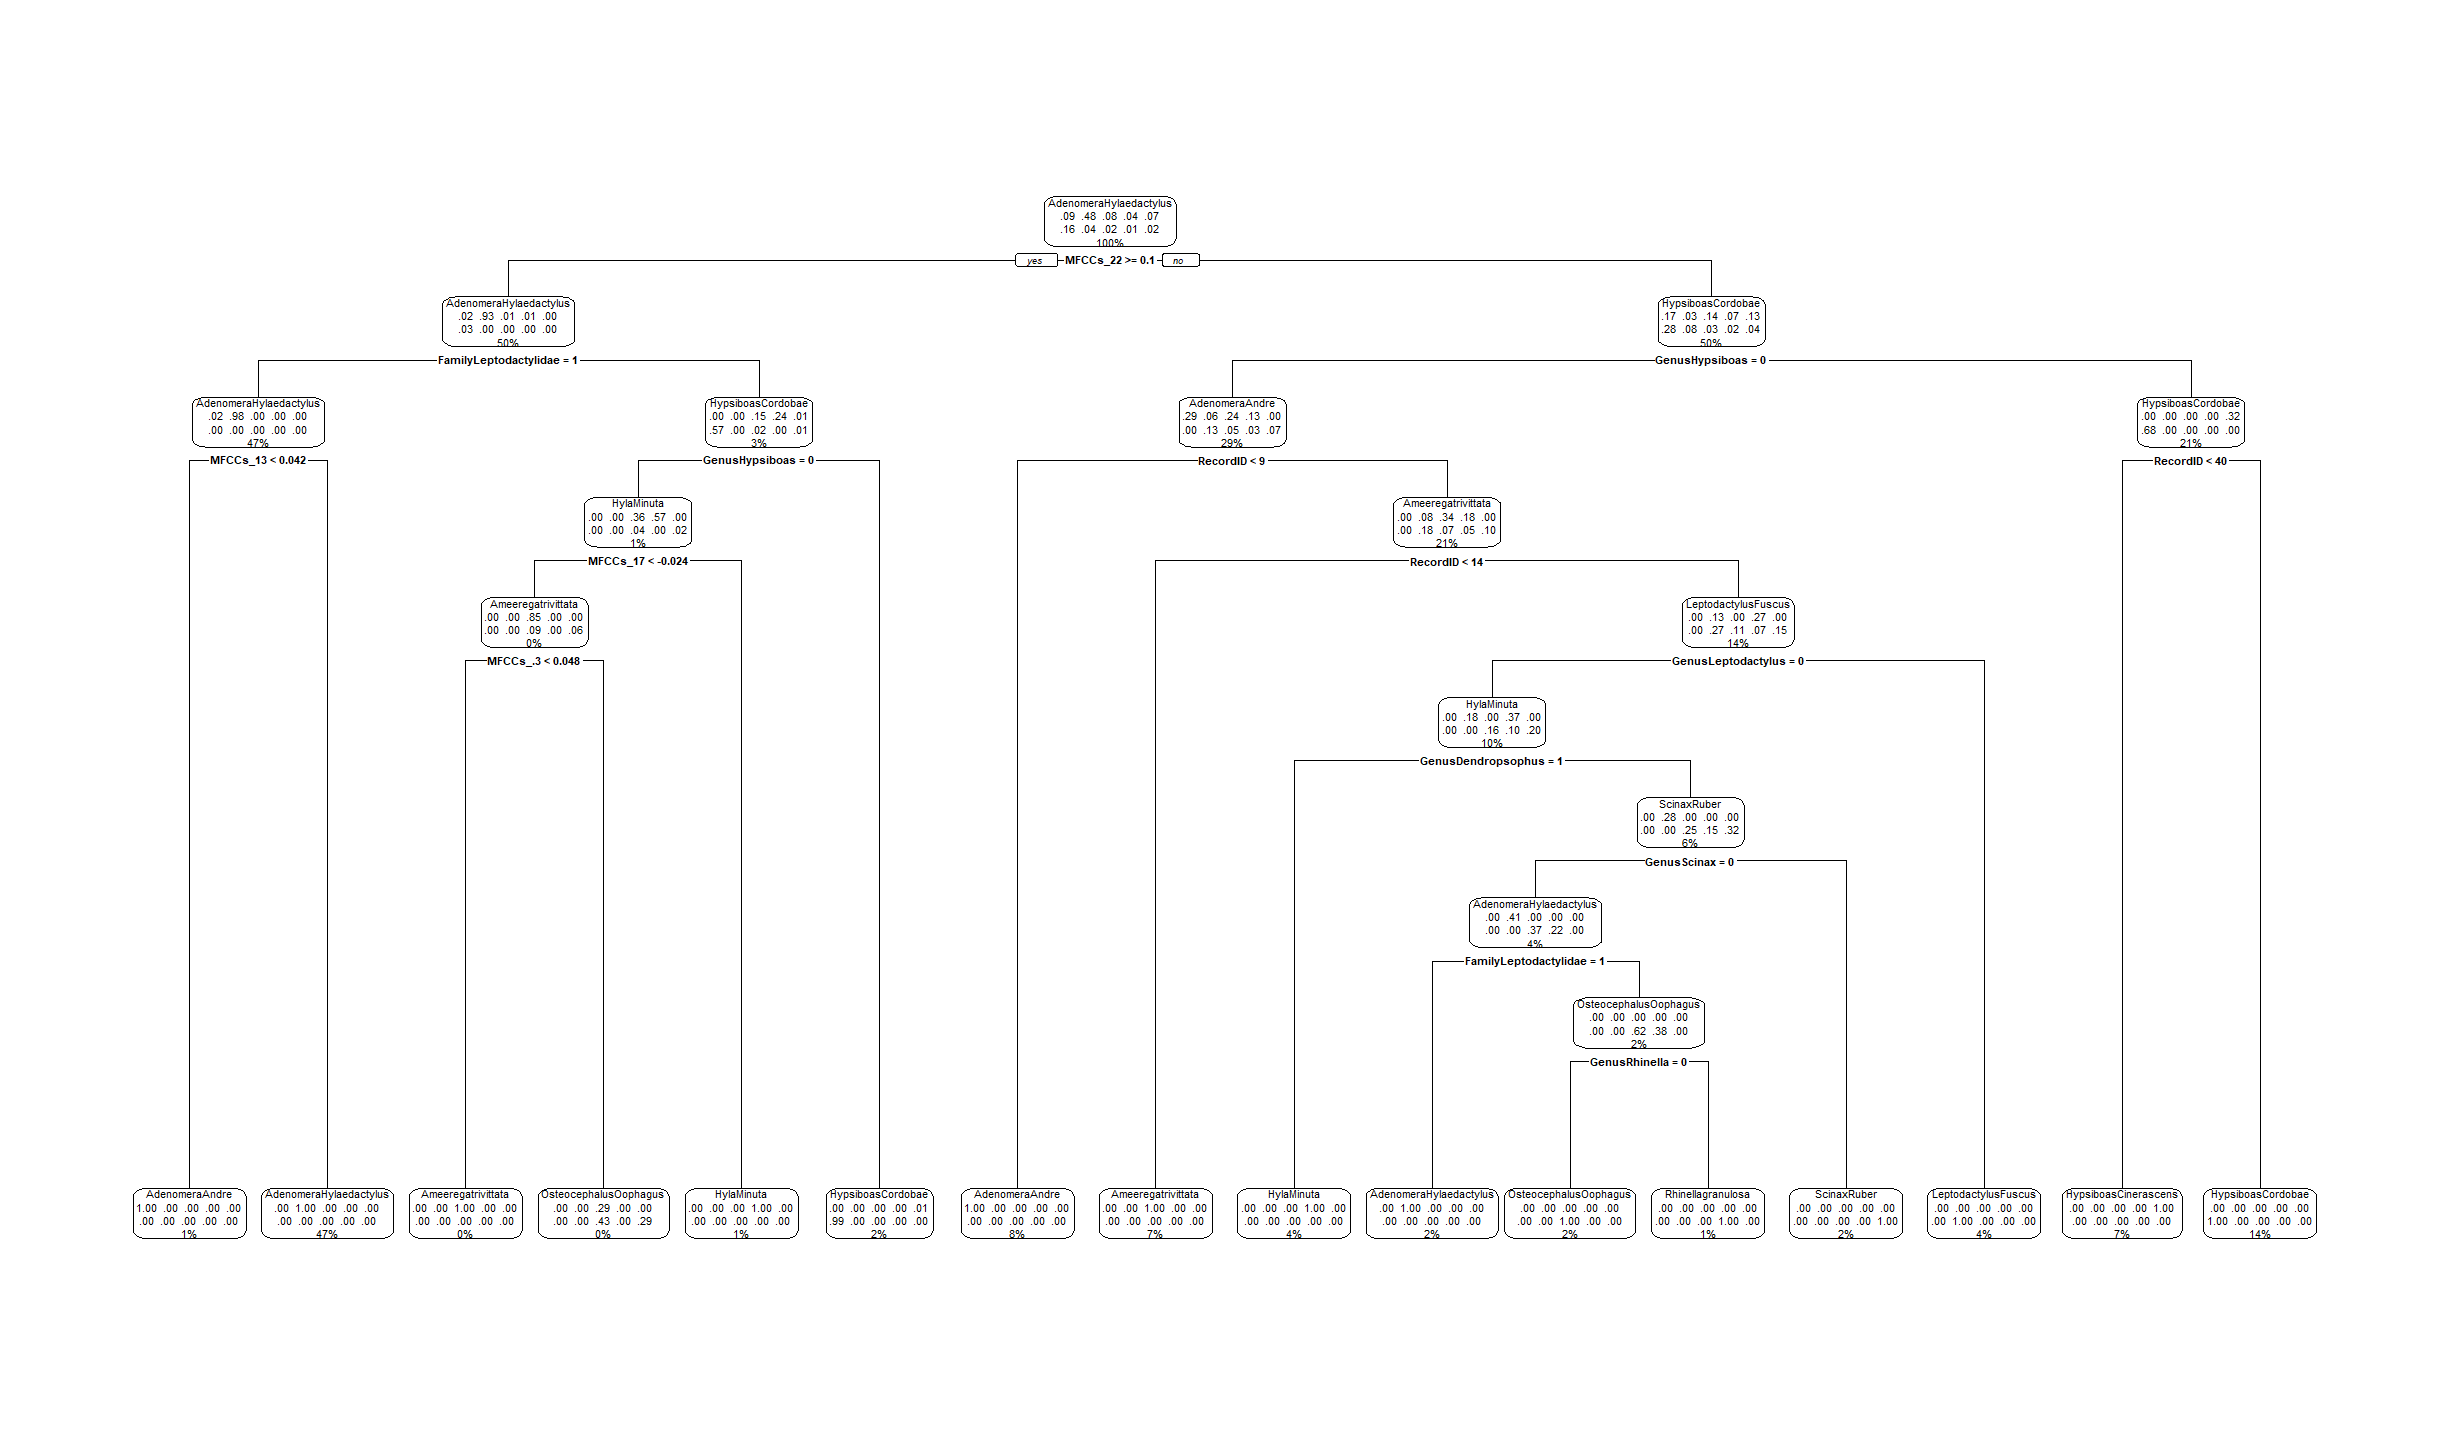 AdenomeraHylaedactylus
.09 .48 .08 .04 .07
.16 .04 .02 .01 .02
100%
yes
MFCCs_22 >= 0.1
no
AdenomeraHylaedactylus
.02 .93 .01 .01 .00
.03 .00 .00 .00 .00
50%
HypsiboasCordobae
.17 .03 .14 .07 .13
.28 .08 .03 .02 .04
50%
FamilyLeptodactylidae = 1
GenusHypsiboas = 0
AdenomeraHylaedactylus
.02 .98 .00 .00 .00
.00 .00 .00 .00 .00
47%
HypsiboasCordobae
.00 .00 .15 .24 .01
.57 .00 .02 .00 .01
3%
AdenomeraAndre
.29 .06 .24 .13 .00
.00 .13 .05 .03 .07
29%
HypsiboasCordobae
.00 .00 .00 .00 .32
.68 .00 .00 .00 .00
21%
MFCCs_13 < 0.042
GenusHypsiboas = 0
RecordID < 9
RecordID < 40
HylaMinuta
.00 .00 .36 .57 .00
.00 .00 .04 .00 .02
1%
Ameeregatrivittata
.00 .08 .34 .18 .00
.00 .18 .07 .05 .10
21%
MFCCs_17 < -0.024
RecordID < 14
Ameeregatrivittata
.00 .00 .85 .00 .00
.00 .00 .09 .00 .06
0%
LeptodactylusFuscus
.00 .13 .00 .27 .00
.00 .27 .11 .07 .15
14%
MFCCs_.3 < 0.048
GenusLeptodactylus = 0
HylaMinuta
.00 .18 .00 .37 .00
.00 .00 .16 .10 .20
10%
GenusDendropsophus = 1
ScinaxRuber
.00 .28 .00 .00 .00
.00 .00 .25 .15 .32
6%
GenusScinax = 0
AdenomeraHylaedactylus
.00 .41 .00 .00 .00
.00 .00 .37 .22 .00
4%
FamilyLeptodactylidae = 1
OsteocephalusOophagus
.00 .00 .00 .00 .00
.00 .00 .62 .38 .00
2%
GenusRhinella = 0
AdenomeraAndre
1.00 .00 .00 .00 .00
.00 .00 .00 .00 .00
1%
AdenomeraHylaedactylus
.00 1.00 .00 .00 .00
.00 .00 .00 .00 .00
47%
Ameeregatrivittata
.00 .00 1.00 .00 .00
.00 .00 .00 .00 .00
0%
OsteocephalusOophagus
.00 .00 .29 .00 .00
.00 .00 .43 .00 .29
0%
HylaMinuta
.00 .00 .00 1.00 .00
.00 .00 .00 .00 .00
1%
HypsiboasCordobae
.00 .00 .00 .00 .01
.99 .00 .00 .00 .00
2%
AdenomeraAndre
1.00 .00 .00 .00 .00
.00 .00 .00 .00 .00
8%
Ameeregatrivittata
.00 .00 1.00 .00 .00
.00 .00 .00 .00 .00
7%
HylaMinuta
.00 .00 .00 1.00 .00
.00 .00 .00 .00 .00
4%
AdenomeraHylaedactylus
.00 1.00 .00 .00 .00
.00 .00 .00 .00 .00
2%
OsteocephalusOophagus
.00 .00 .00 .00 .00
.00 .00 1.00 .00 .00
2%
Rhinellagranulosa
.00 .00 .00 .00 .00
.00 .00 .00 1.00 .00
1%
ScinaxRuber
.00 .00 .00 .00 .00
.00 .00 .00 .00 1.00
2%
LeptodactylusFuscus
.00 .00 .00 .00 .00
.00 1.00 .00 .00 .00
4%
HypsiboasCinerascens
.00 .00 .00 .00 1.00
.00 .00 .00 .00 .00
7%
HypsiboasCordobae
.00 .00 .00 .00 .00
1.00 .00 .00 .00 .00
14%